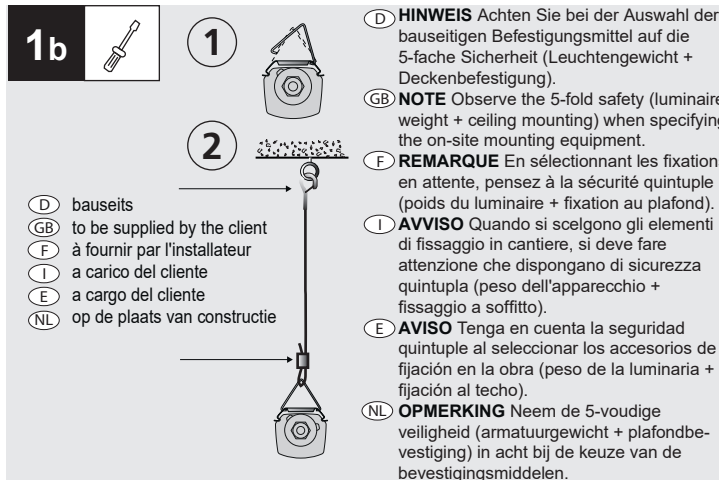 1b
1
2
D bauseits
GB to be supplied by the client
F à fournir par l'installateur
I a carico del cliente
E a cargo del cliente
NL op de plaats van constructie
D HINWEIS Achten Sie bei der Auswahl der
bauseitigen Befestigungsmittel auf die
5-fache Sicherheit (Leuchtengewicht +
Deckenbefestigung).
GB NOTE Observe the 5-fold safety (luminaire
weight + ceiling mounting) when specifying
the on-site mounting equipment.
F REMARQUE En sélectionnant les fixation
en attente, pensez à la sécurité quintuple
(poids du luminaire + fixation au plafond).
I AVVISO Quando si scelgono gli elementi
di fissaggio in cantiere, si deve fare
attenzione che dispongano di sicurezza
quintupla (peso dell'apparecchio +
fissaggio a soffitto).
E AVISO Tenga en cuenta la seguridad
quintuple al seleccionar los accesorios de
fijación en la obra (peso de la luminaria +
fijación al techo).
NL OPMERKING Neem de 5-voudige
veiligheid (armatuurgewicht + plafondbe-
vestiging) in acht bij de keuze van de
bevestigingsmiddelen.